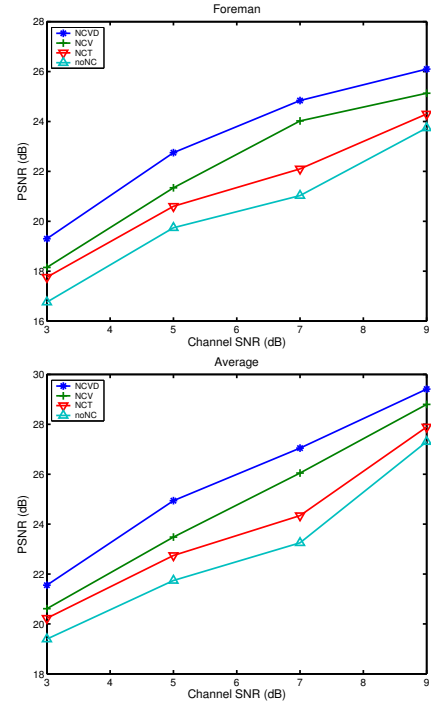 Foreman
28
26
24
22
20
18
16
PSNR (dB)
NCVD
NCV
NCT
noNC
3 4 5 6 7 8 9
Channel SNR (dB)
Average
30
28
26
24
22
20
18
PSNR (dB)
NCVD
NCV
NCT
noNC
3 4 5 6 7 8 9
Channel SNR (dB)